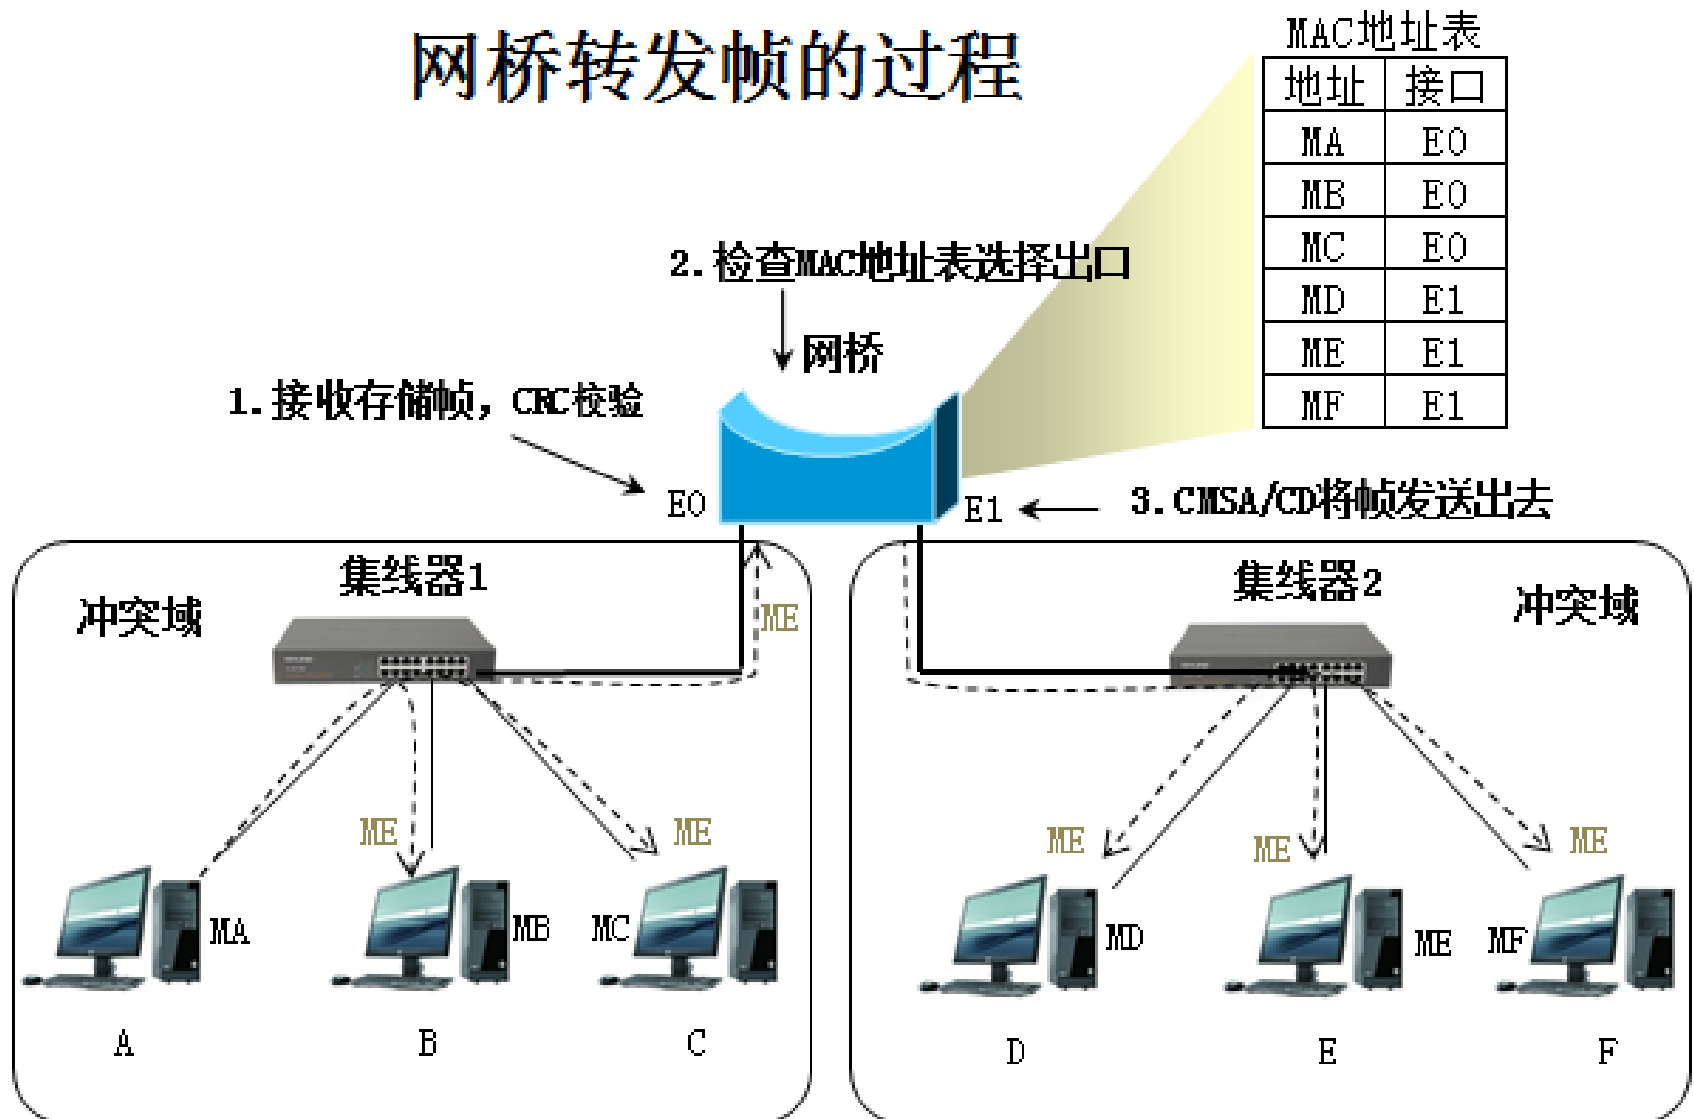 网桥转发帧的过程
MAC地址表
地址 接口
MA E0
MB E0
MC E0
MD E1
ME E1
MF E1
2.检查MAC地址表选择出口
网桥
1.接收存储帧，CRC校验
E0
E1
3.CMSA/CD将帧发送出去
集线器1
冲突域
ME
集线器2
冲突域
ME
ME
ME
ME
ME
MA
MB
MC
MD
ME
MF
A
B
C
D
E
F